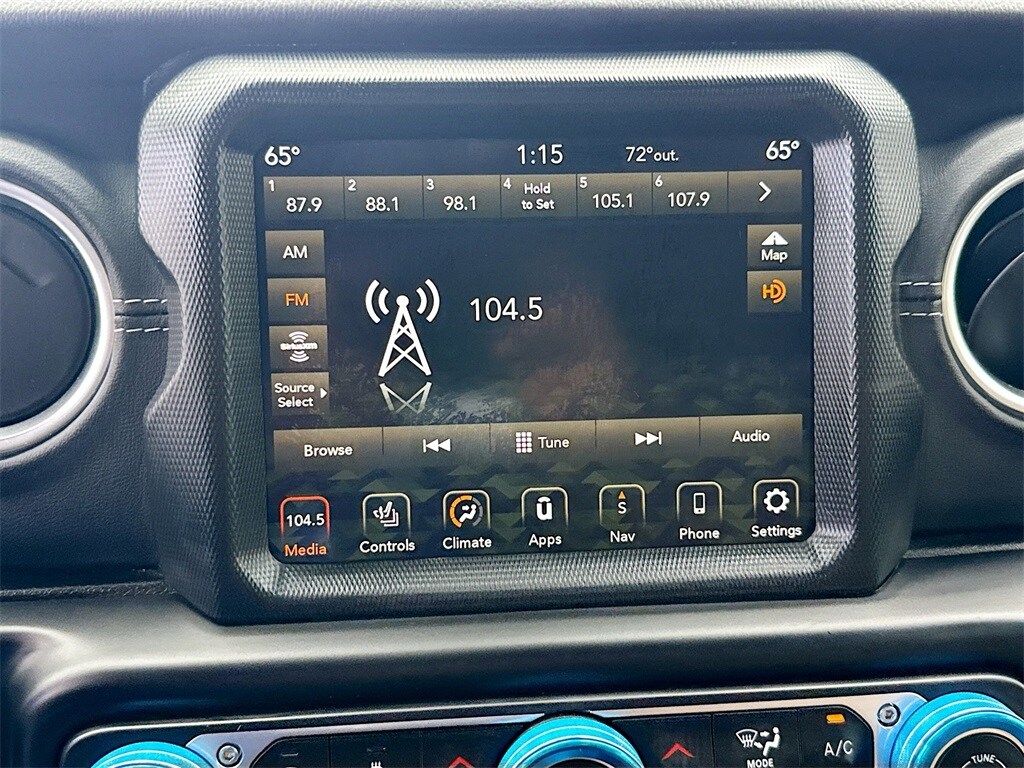 65°
1:15
72°out.
65°
1
87.9
2
88.1
3
98.1
4
Hold
to Set
5
105.1
6
107.9
AM
Map
FM
HD
104.5
SiriusXM
Source
Select
Browse
Tune
Audio
104.5
Media
Controls
Climate
Apps
S
Nav
Phone
Settings
MODE
A/C
TUNE